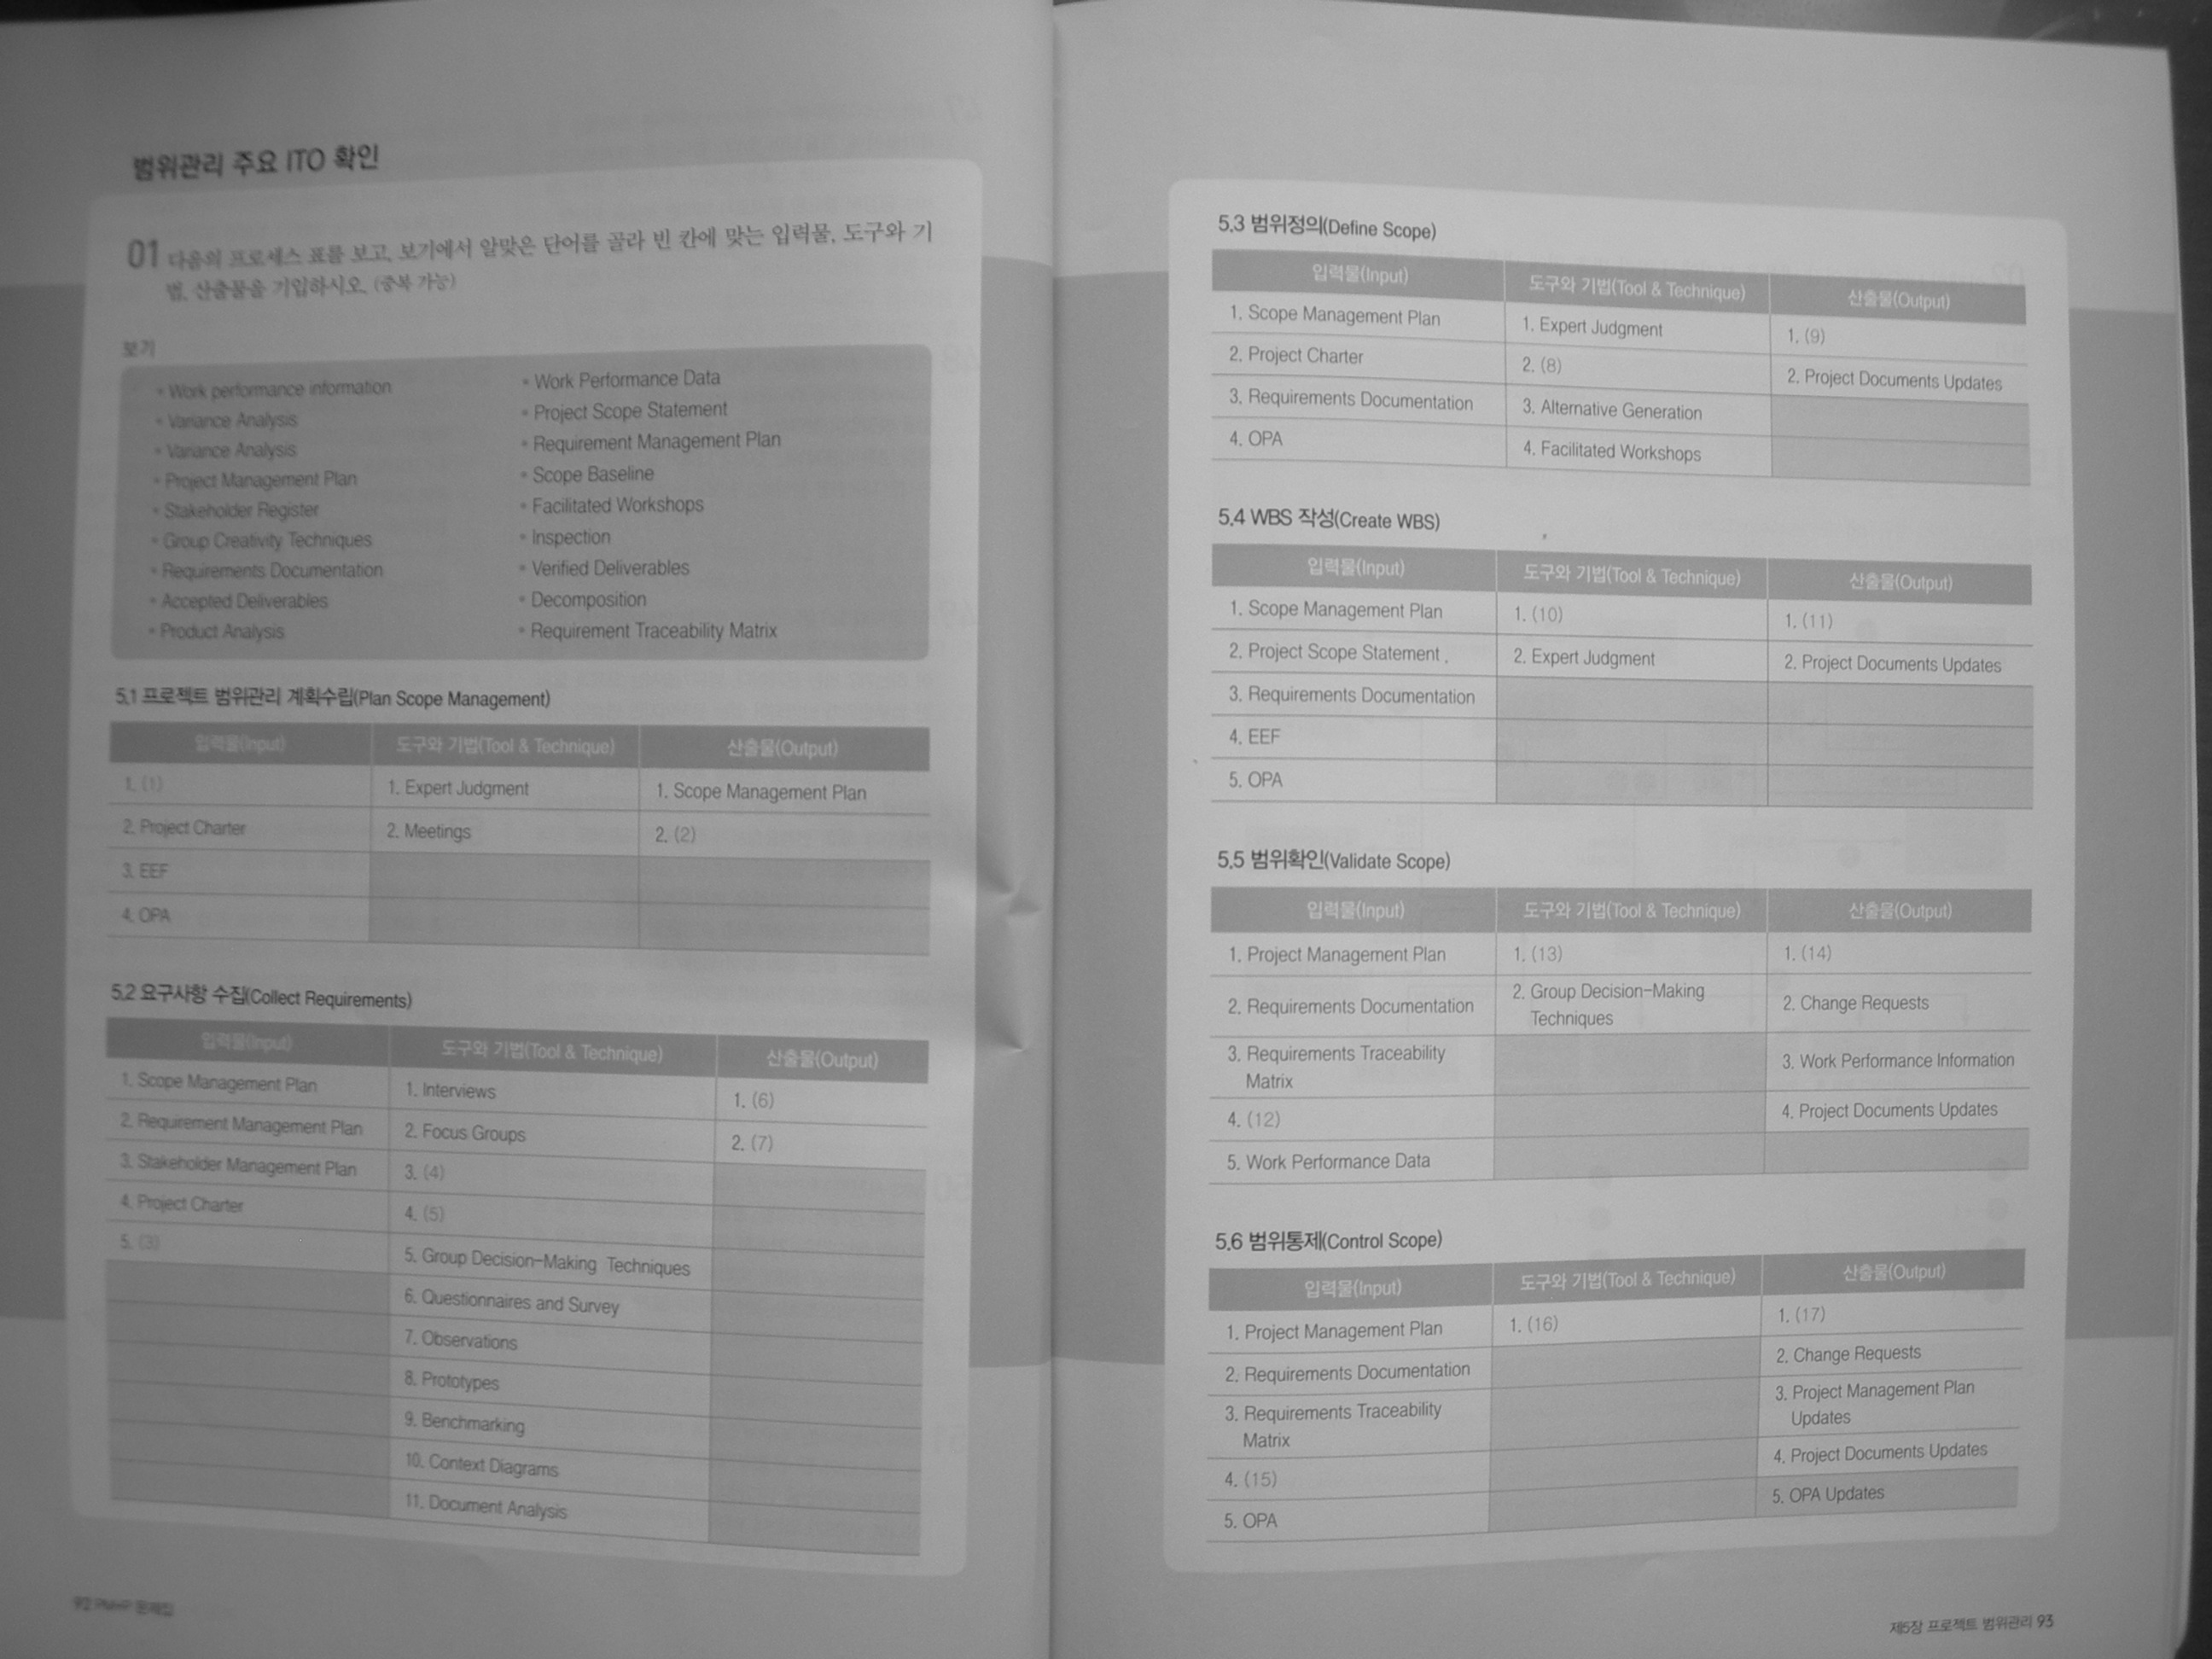 범위관리 주요 ITO 확인
01 다음의 프로세스 표를 보고, 보기에서 알맞은 단어를 골라 빈 칸에 맞는 입력물, 도구와 기
법, 산출물을 기입하시오. (중복 가능)
보기
• Work performance information
• Variance Analysis
• Variance Analysis
• Project Management Plan
• Stakeholder Register
• Group Creativity Techniques
• Requirements Documentation
• Accepted Deliverables
• Product Analysis
• Work Performance Data
• Project Scope Statement
• Requirement Management Plan
• Scope Baseline
• Facilitated Workshops
• Inspection
• Verified Deliverables
• Decomposition
• Requirement Traceability Matrix
5.1 프로젝트 범위관리 계획수립(Plan Scope Management)
입력물(Input) 도구와 기법(Tool & Technique) 산출물(Output)
1. (1) 1. Expert Judgment 1. Scope Management Plan
2. Project Charter 2. Meetings 2. (2)
3. EEF
4. OPA
5.2 요구사항 수집(Collect Requirements)
입력물(Input) 도구와 기법(Tool & Technique) 산출물(Output)
1. Scope Management Plan 1. Interviews 1. (6)
2. Requirement Management Plan 2. Focus Groups 2. (7)
3. Stakeholder Management Plan 3. (4)
4. Project Charter 4. (5)
5. (3) 5. Group Decision-Making Techniques
6. Questionnaires and Survey
7. Observations
8. Prototypes
9. Benchmarking
10. Context Diagrams
11. Document Analysis
92 PMP 문제집
5.3 범위정의(Define Scope)
입력물(Input) 도구와 기법(Tool & Technique) 산출물(Output)
1. Scope Management Plan 1. Expert Judgment 1. (9)
2. Project Charter 2. (8) 2. Project Documents Updates
3. Requirements Documentation 3. Alternative Generation
4. OPA 4. Facilitated Workshops
5.4 WBS 작성(Create WBS)
입력물(Input) 도구와 기법(Tool & Technique) 산출물(Output)
1. Scope Management Plan 1. (10) 1. (11)
2. Project Scope Statement . 2. Expert Judgment 2. Project Documents Updates
3. Requirements Documentation
4. EEF
5. OPA
5.5 범위확인(Validate Scope)
입력물(Input) 도구와 기법(Tool & Technique) 산출물(Output)
1. Project Management Plan 1. (13) 1. (14)
2. Requirements Documentation 2. Group Decision-Making
Techniques 2. Change Requests
3. Requirements Traceability
Matrix 3. Work Performance Information
4. (12) 4. Project Documents Updates
5. Work Performance Data
5.6 범위통제(Control Scope)
입력물(Input) 도구와 기법(Tool & Technique) 산출물(Output)
1. Project Management Plan 1. (16) 1. (17)
2. Requirements Documentation 2. Change Requests
3. Requirements Traceability
Matrix 3. Project Management Plan
Updates
4. (15) 4. Project Documents Updates
5. OPA 5. OPA Updates
제5장 프로젝트 범위관리 93